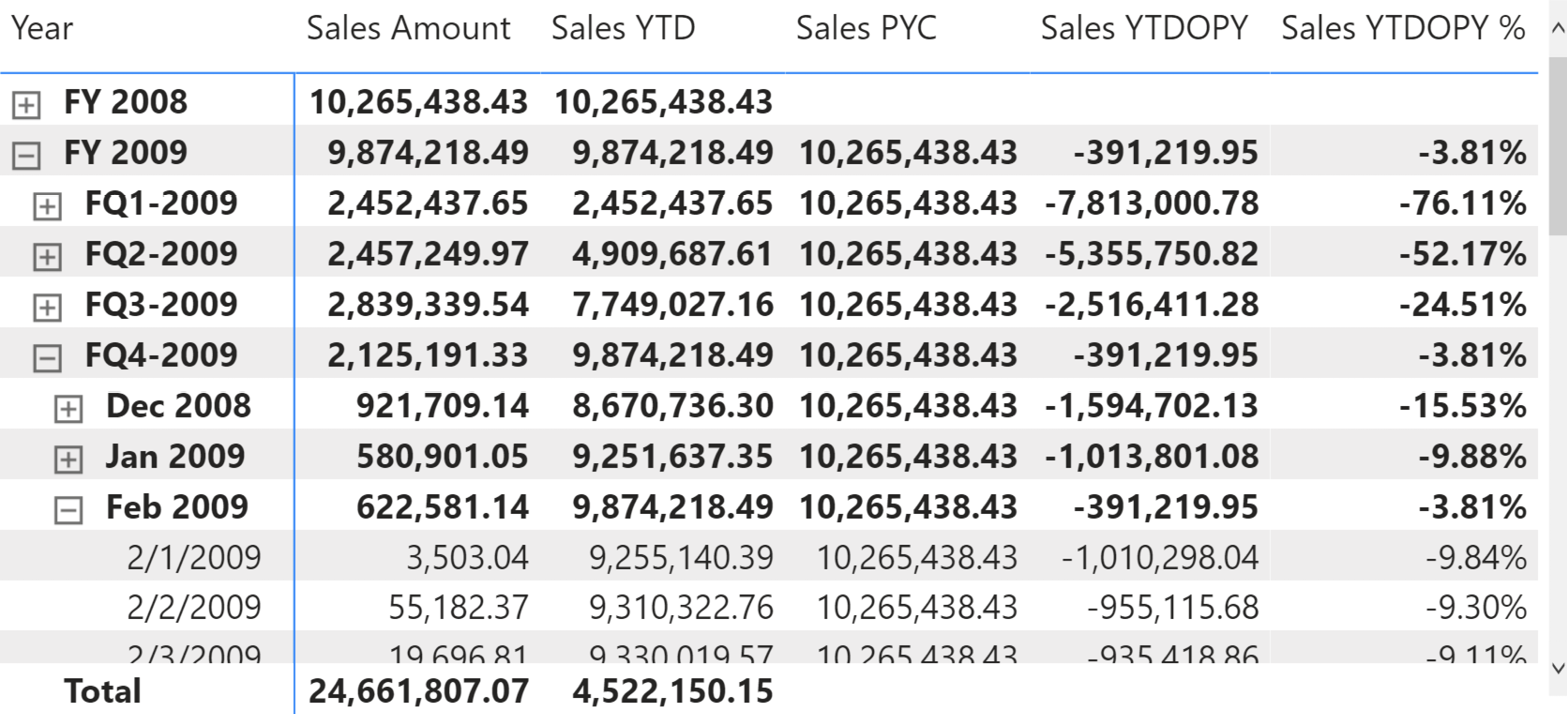 Year Sales Amount Sales YTD Sales PYC Sales YTDOPY Sales YTDOPY %
FY 2008 10,265,438.43 10,265,438.43
FY 2009 9,874,218.49 9,874,218.49 10,265,438.43 -391,219.95 -3.81%
FQ1-2009 2,452,437.65 2,452,437.65 10,265,438.43 -7,813,000.78 -76.11%
FQ2-2009 2,457,249.97 4,909,687.61 10,265,438.43 -5,355,750.82 -52.17%
FQ3-2009 2,839,339.54 7,749,027.16 10,265,438.43 -2,516,411.28 -24.51%
FQ4-2009 2,125,191.33 9,874,218.49 10,265,438.43 -391,219.95 -3.81%
Dec 2008 921,709.14 8,670,736.30 10,265,438.43 -1,594,702.13 -15.53%
Jan 2009 580,901.05 9,251,637.35 10,265,438.43 -1,013,801.08 -9.88%
Feb 2009 622,581.14 9,874,218.49 10,265,438.43 -391,219.95 -3.81%
2/1/2009 3,503.04 9,255,140.39 10,265,438.43 -1,010,298.04 -9.84%
2/2/2009 55,182.37 9,310,322.76 10,265,438.43 -955,115.68 -9.30%
2/3/2009 19,696.81 9,330,019.57 10,265,438.43 -935,418.86 -9.11%
Total 24,661,807.07 4,522,150.15